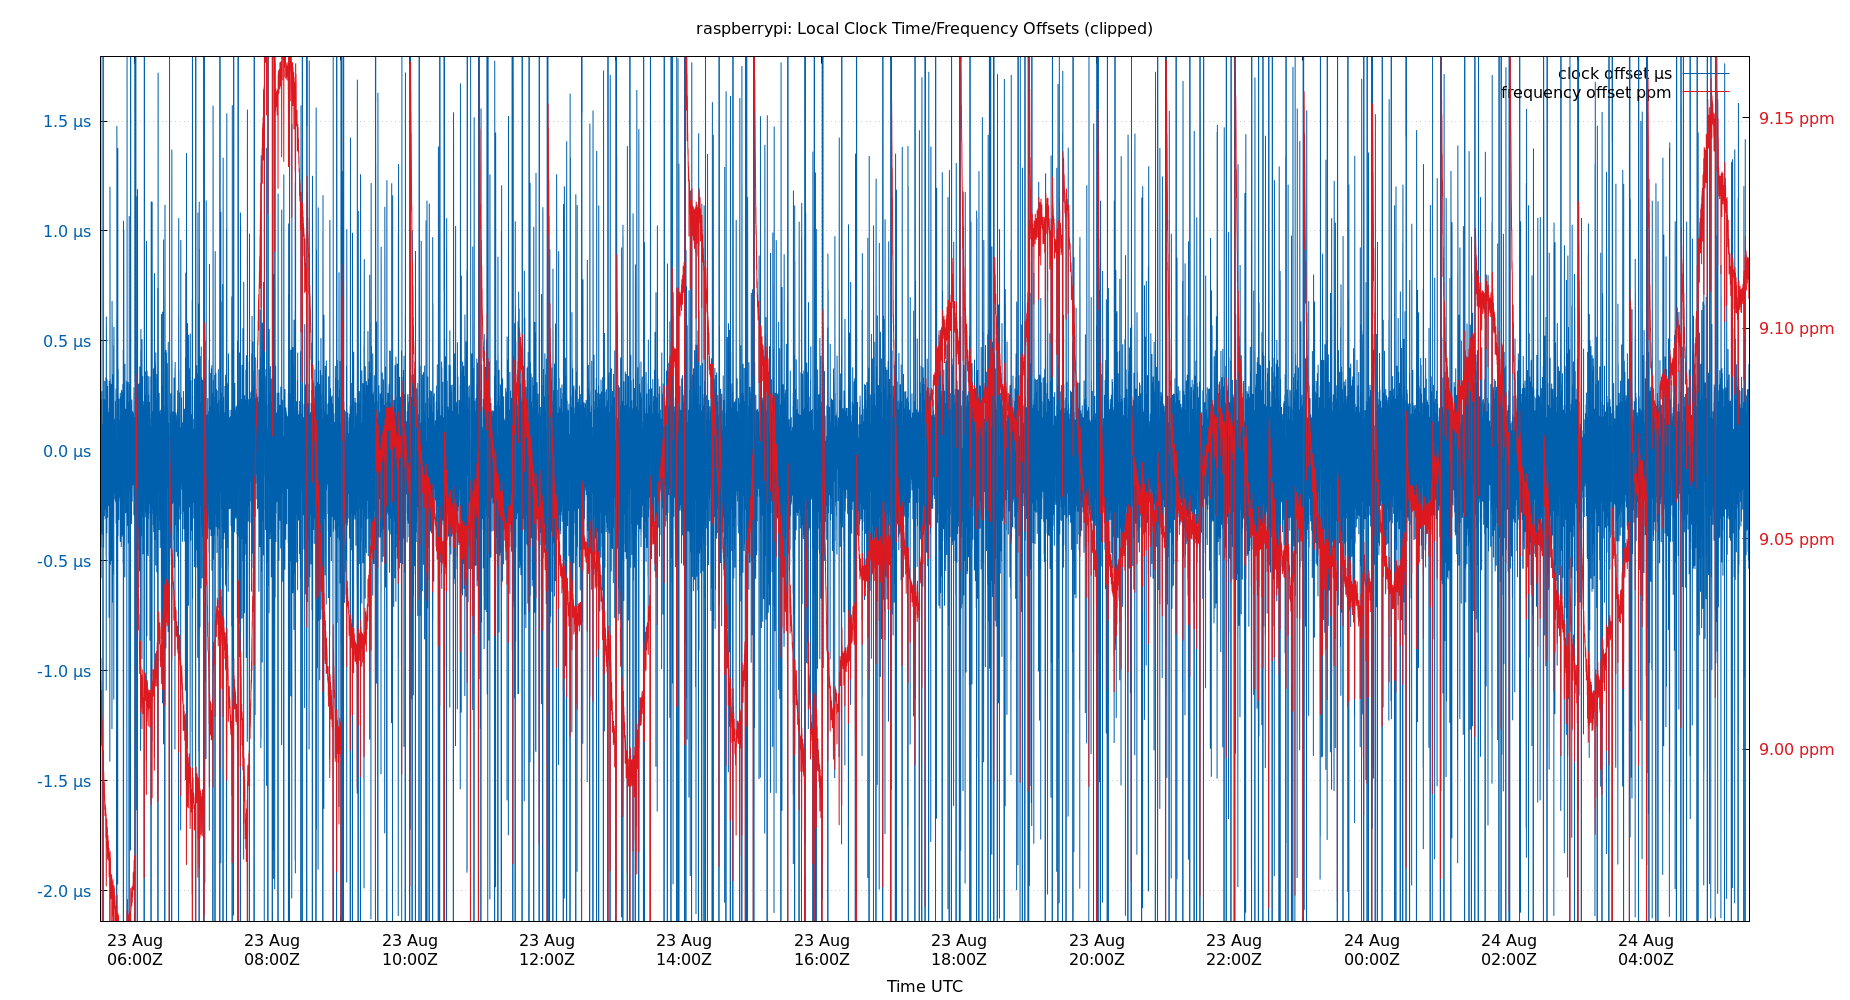 raspberrypi: Local Clock Time/Frequency Offsets (clipped)
clock offset µs
frequency offset ppm
1.5 µs
1.0 µs
0.5 µs
0.0 µs
-0.5 µs
-1.0 µs
-1.5 µs
-2.0 µs
9.15 ppm
9.10 ppm
9.05 ppm
9.00 ppm
23 Aug 23 Aug 23 Aug 23 Aug 23 Aug 23 Aug 23 Aug 23 Aug 23 Aug 24 Aug 24 Aug 24 Aug
06:00Z 08:00Z 10:00Z 12:00Z 14:00Z 16:00Z 18:00Z 20:00Z 22:00Z 00:00Z 02:00Z 04:00Z
Time UTC